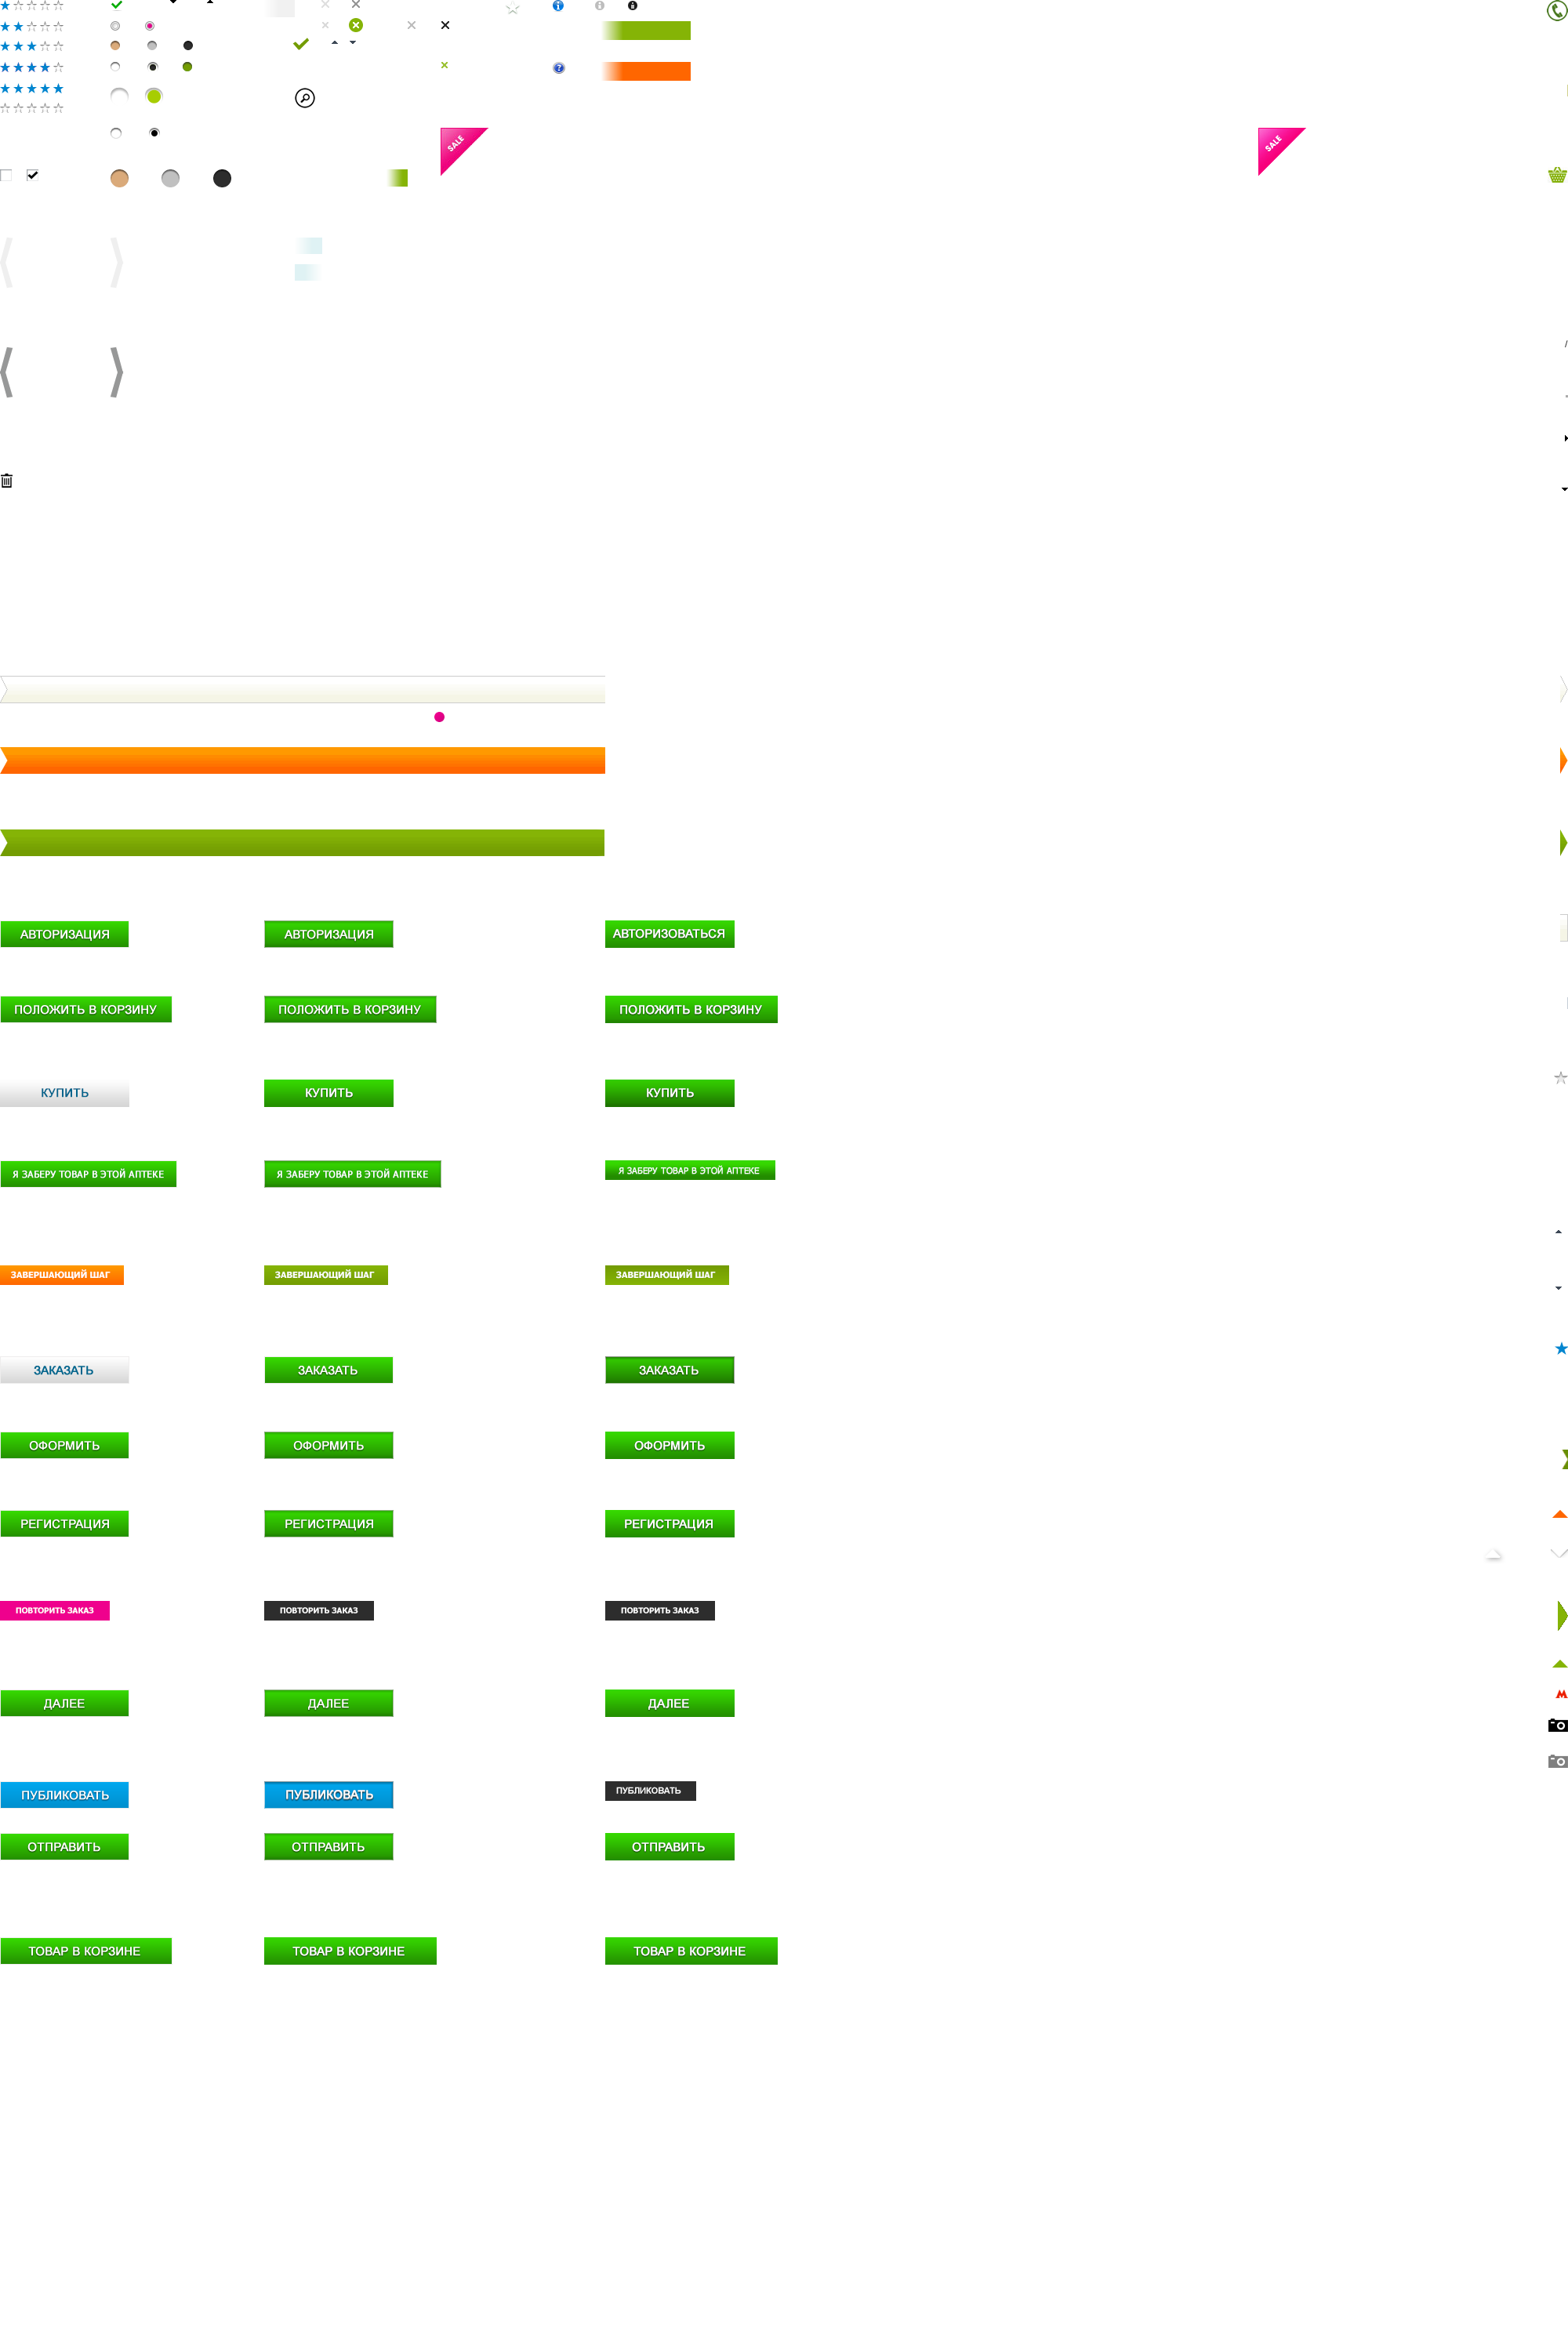 SALE
SALE
АВТОРИЗАЦИЯ
АВТОРИЗАЦИЯ
АВТОРИЗОВАТЬСЯ
ПОЛОЖИТЬ В КОРЗИНУ
ПОЛОЖИТЬ В КОРЗИНУ
ПОЛОЖИТЬ В КОРЗИНУ
КУПИТЬ
КУПИТЬ
КУПИТЬ
Я ЗАБЕРУ ТОВАР В ЭТОЙ АПТЕКЕ
Я ЗАБЕРУ ТОВАР В ЭТОЙ АПТЕКЕ
Я ЗАБЕРУ ТОВАР В ЭТОЙ АПТЕКЕ
ЗАВЕРШАЮЩИЙ ШАГ
ЗАВЕРШАЮЩИЙ ШАГ
ЗАВЕРШАЮЩИЙ ШАГ
ЗАКАЗАТЬ
ЗАКАЗАТЬ
ЗАКАЗАТЬ
ОФОРМИТЬ
ОФОРМИТЬ
ОФОРМИТЬ
РЕГИСТРАЦИЯ
РЕГИСТРАЦИЯ
РЕГИСТРАЦИЯ
ПОВТОРИТЬ ЗАКАЗ
ПОВТОРИТЬ ЗАКАЗ
ПОВТОРИТЬ ЗАКАЗ
ДАЛЕЕ
ДАЛЕЕ
ДАЛЕЕ
ПУБЛИКОВАТЬ
ПУБЛИКОВАТЬ
ПУБЛИКОВАТЬ
ОТПРАВИТЬ
ОТПРАВИТЬ
ОТПРАВИТЬ
ТОВАР В КОРЗИНЕ
ТОВАР В КОРЗИНЕ
ТОВАР В КОРЗИНЕ